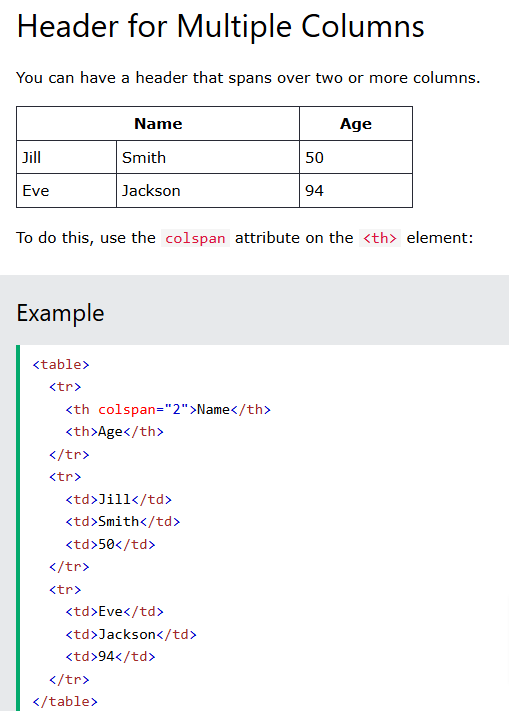 Header for Multiple Columns
You can have a header that spans over two or more columns.
Name Age
Jill Smith 50
Eve Jackson 94
To do this, use the colspan attribute on the <th> element:
Example
<table>
  <tr>
    <th colspan="2">Name</th>
    <th>Age</th>
  </tr>
  <tr>
    <td>Jill</td>
    <td>Smith</td>
    <td>50</td>
  </tr>
  <tr>
    <td>Eve</td>
    <td>Jackson</td>
    <td>94</td>
  </tr>
</table>